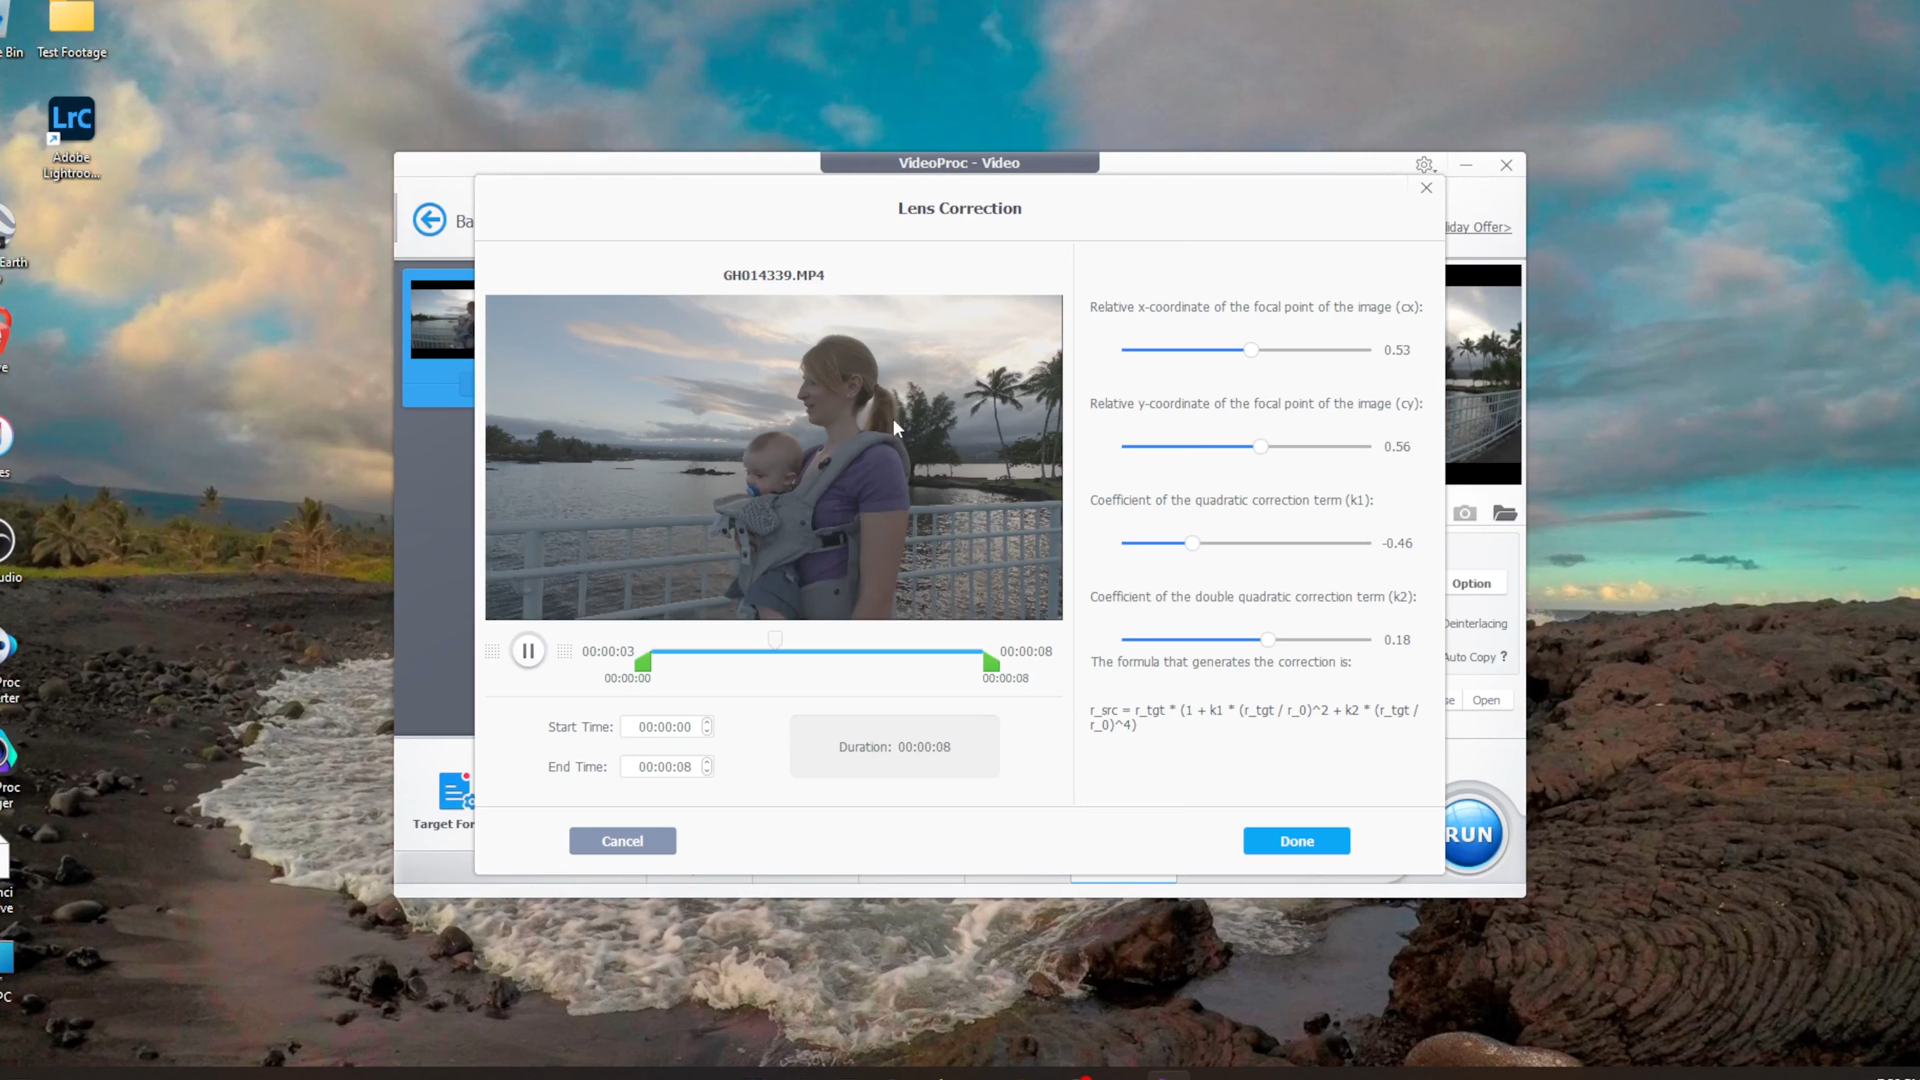 e Bin
Test Footage
LrC
Adobe
Lightroo...
Earth
VideoProc - Video
Ba
Lens Correction
iday Offer>
GH014339.MP4
Relative x-coordinate of the focal point of the image (cx):
0.53
Relative y-coordinate of the focal point of the image (cy):
0.56
Coefficient of the quadratic correction term (k1):
-0.46
Coefficient of the double quadratic correction term (k2):
0.18
The formula that generates the correction is:
r_src = r_tgt * (1 + k1 * (r_tgt / r_0)^2 + k2 * (r_tgt /
r_0)^4)
00:00:03
00:00:08
00:00:00
00:00:08
Start Time: 00:00:00
End Time: 00:00:08
Duration: 00:00:08
Cancel
Done
Option
Deinterlacing
Auto Copy ?
se
Open
Target For
RUN
ve
es
udio
Proc
rter
Proc
ger
nci
ve
PC